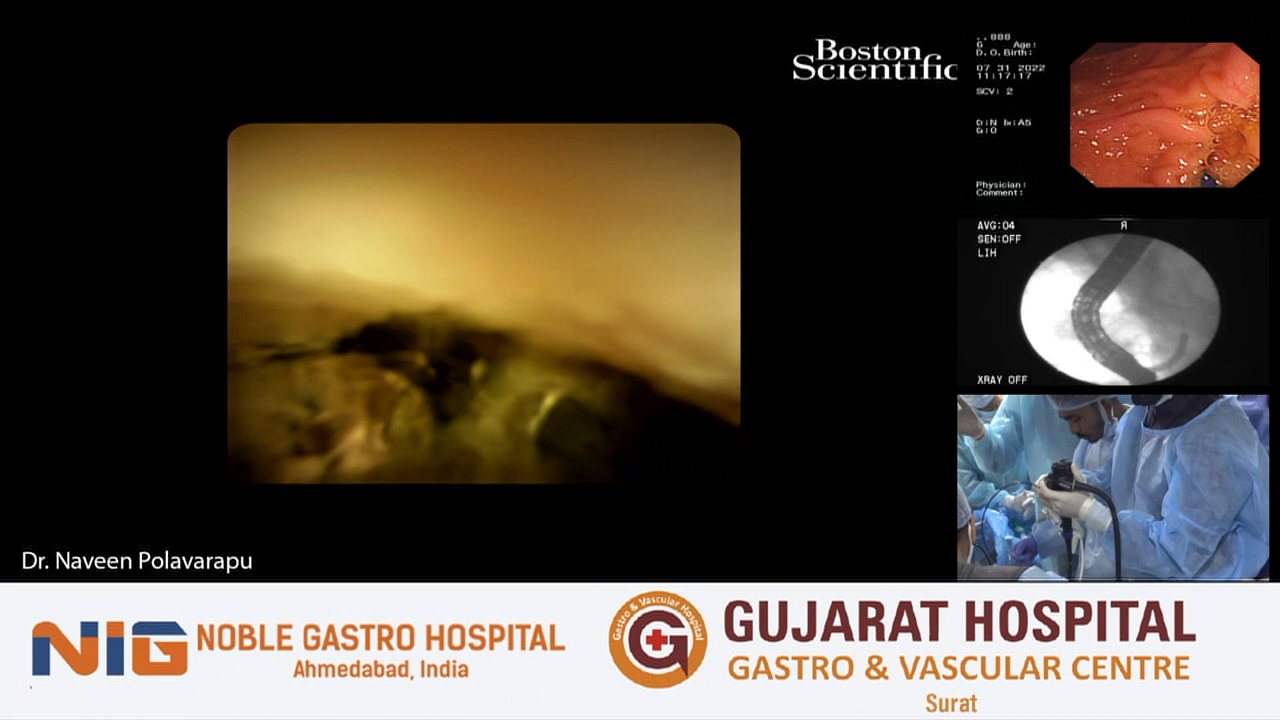 Boston
Scientific
..888
G Age:
D.O.Birth:
07 31 2022
11:17:17
SCV: 2
G:0
Physician:
Comment:
AVG:04
SEN:OFF
LIH
XRAY OFF
Dr. Naveen Polavarapu
NIG NOBLE GASTRO HOSPITAL
Ahmedabad, India
Gastro & Vascular Hospital
G
GUJARAT HOSPITAL
GASTRO & VASCULAR CENTRE
Surat